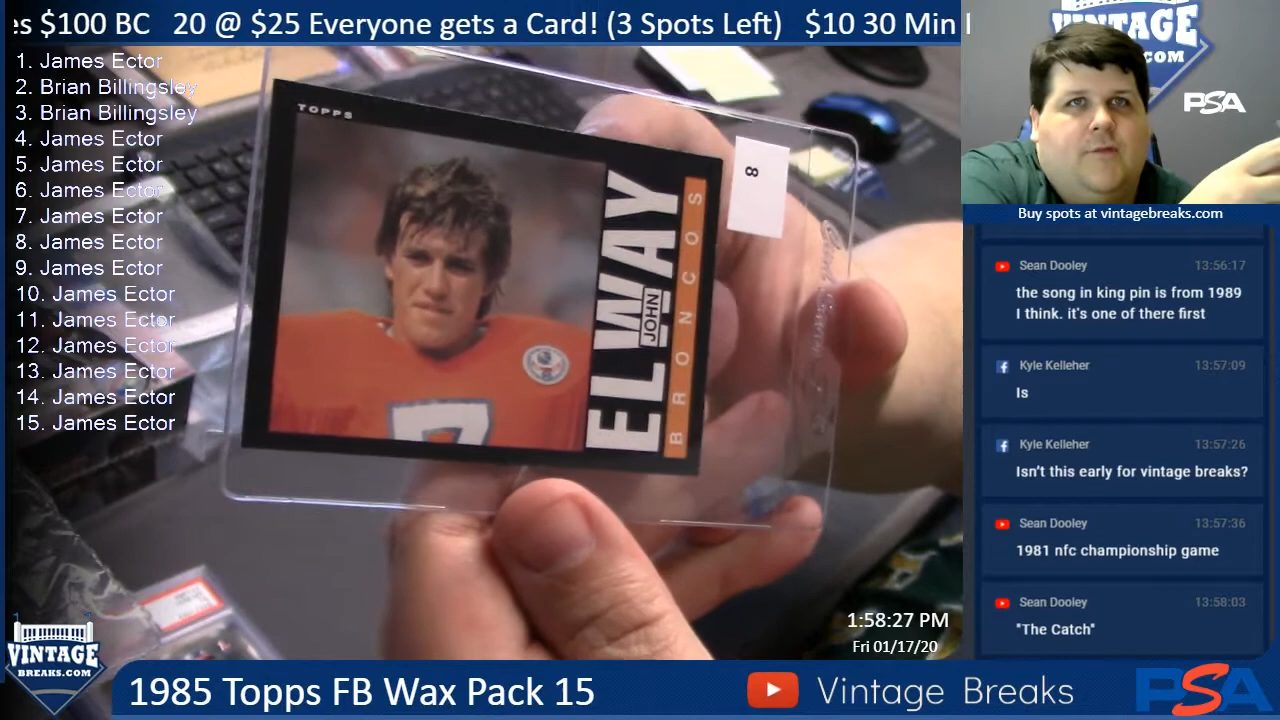 es $100 BC 20 @ $25 Everyone gets a Card! (3 Spots Left) $10 30 Min
1. James Ector
2. Brian Billingsley
3. Brian Billingsley
4. James Ector
5. James Ector
6. James Ector
7. James Ector
8. James Ector
9. James Ector
10. James Ector
11. James Ector
12. James Ector
13. James Ector
14. James Ector
15. James Ector
TOPPS
ELWAY
JOHN
BRONCOS
7
8
VINTAGE
.COM
PSA
Buy spots at vintagebreaks.com
Sean Dooley 13:56:17
the song in king pin is from 1989
I think. it's one of there first
Kyle Kelleher 13:57:09
Is
Kyle Kelleher 13:57:26
Isn't this early for vintage breaks?
Sean Dooley 13:57:36
1981 nfc championship game
Sean Dooley 13:58:03
"The Catch"
1:58:27 PM
Fri 01/17/20
VINTAGE
BREAKS.COM
1985 Topps FB Wax Pack 15
Vintage Breaks
PSA